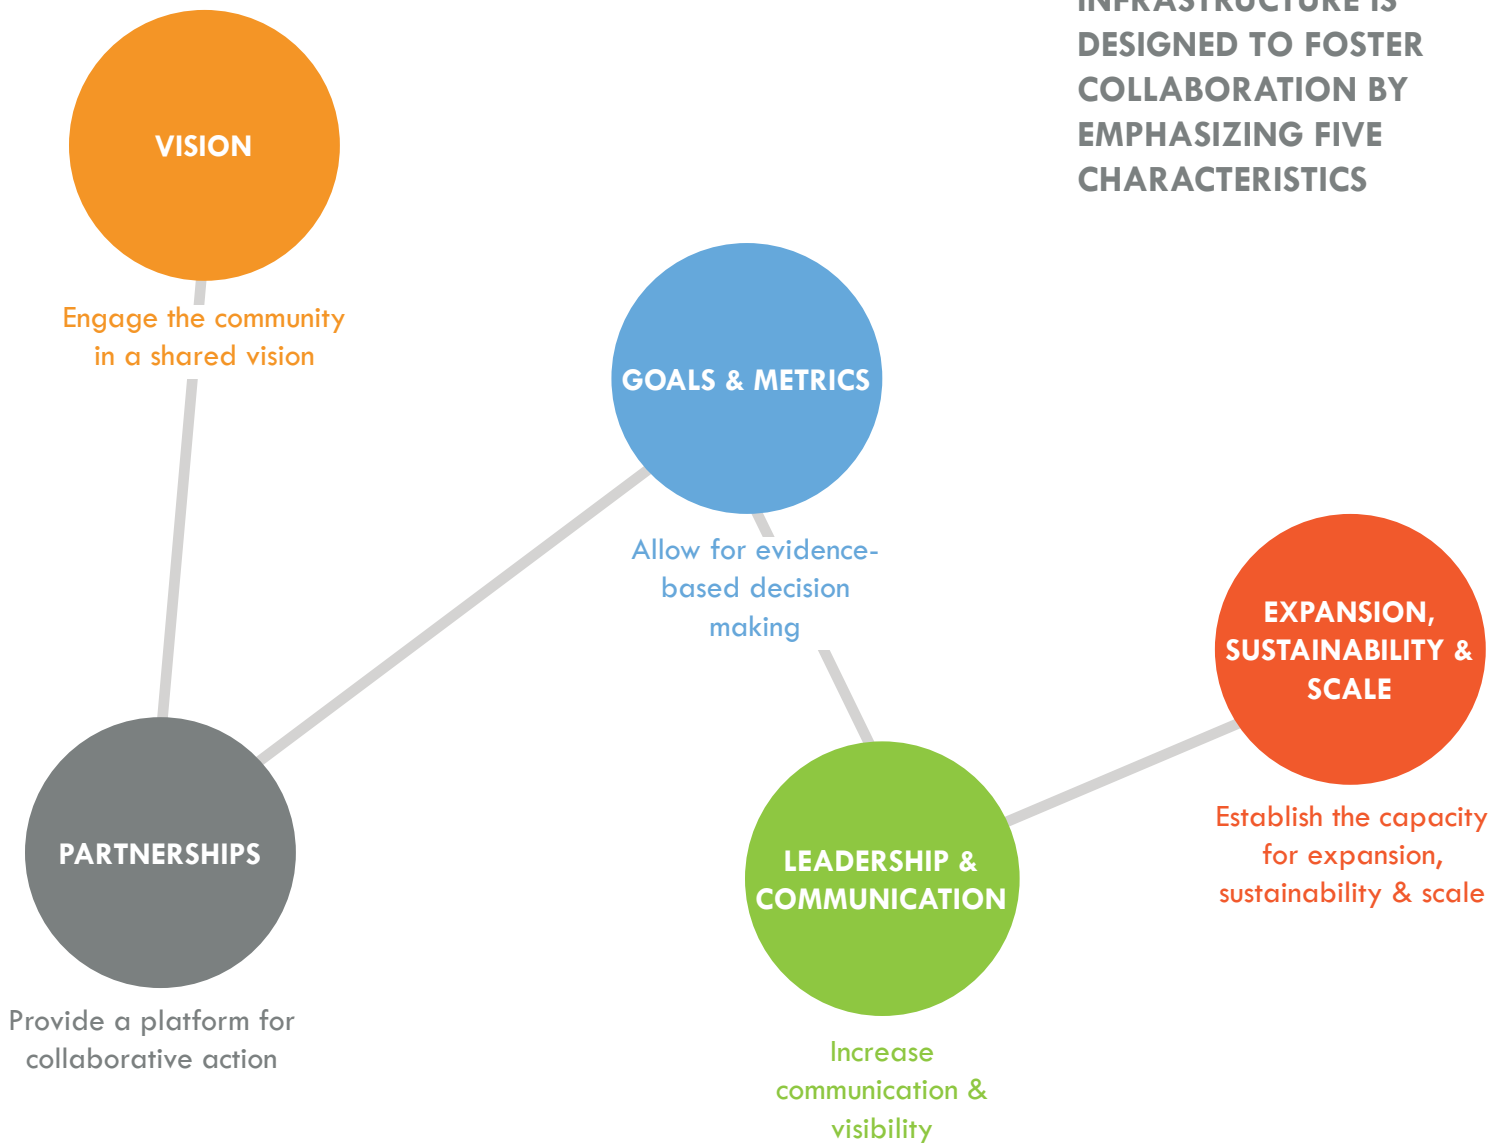 INFRASTRUCTURE IS
DESIGNED TO FOSTER
COLLABORATION BY
EMPHASIZING FIVE
CHARACTERISTICS
VISION
Engage the community
in a shared vision
GOALS & METRICS
Allow for evidence-
based decision
making
EXPANSION,
SUSTAINABILITY &
SCALE
Establish the capacity
for expansion,
sustainability & scale
PARTNERSHIPS
Provide a platform for
collaborative action
LEADERSHIP &
COMMUNICATION
Increase
communication &
visibility